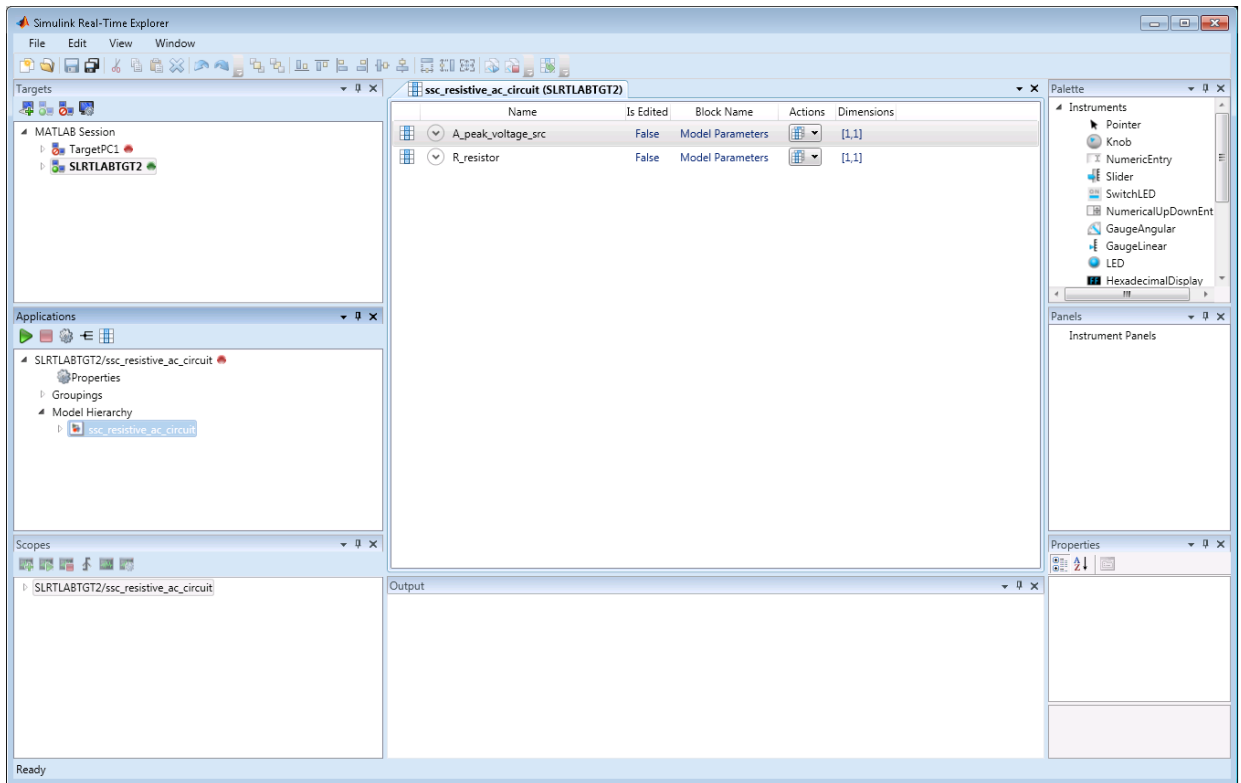 Simulink Real-Time Explorer
File Edit View Window
Targets
MATLAB Session
TargetPC1
SLRTLABTGT2
Applications
SLRTLABTGT2/ssc_resistive_ac_circuit
Properties
Groupings
Model Hierarchy
ssc_resistive_ac_circuit
Scopes
SLRTLABTGT2/ssc_resistive_ac_circuit
ssc_resistive_ac_circuit (SLRTLABTGT2)
Name Is Edited Block Name Actions Dimensions
A_peak_voltage_src False Model Parameters [1,1]
R_resistor False Model Parameters [1,1]
Output
Palette
Instruments
Pointer
Knob
NumericEntry
Slider
SwitchLED
NumericalUpDownEnt
GaugeAngular
GaugeLinear
LED
HexadecimalDisplay
Panels
Instrument Panels
Properties
Ready